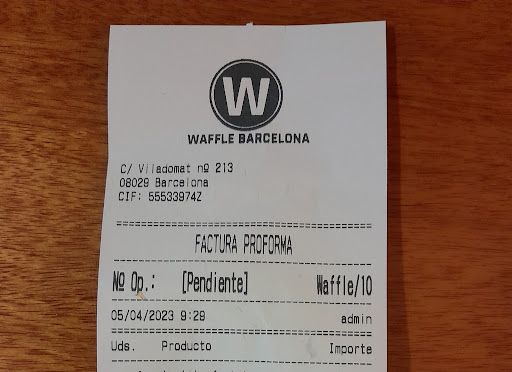 W
WAFFLE BARCELONA
C/ Viladomat nº 213
08029 Barcelona
CIF: 55533974Z
FACTURA PROFORMA
Nº Op.: [Pendiente] Waffle/10
05/04/2023 9:29 admin
Uds. Producto Importe